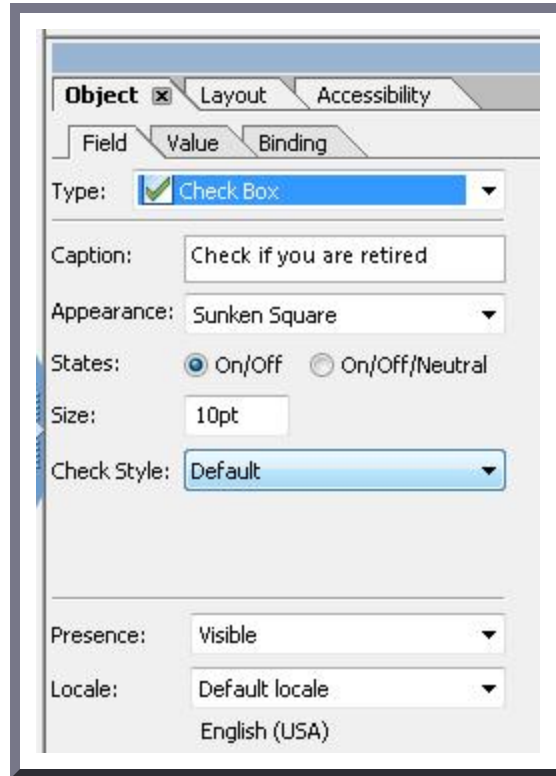 Object Layout Accessibility
Field Value Binding
Type: Check Box
Caption: Check if you are retired
Appearance: Sunken Square
States: On/Off On/Off/Neutral
Size: 10pt
Check Style: Default
Presence: Visible
Locale: Default locale
English (USA)